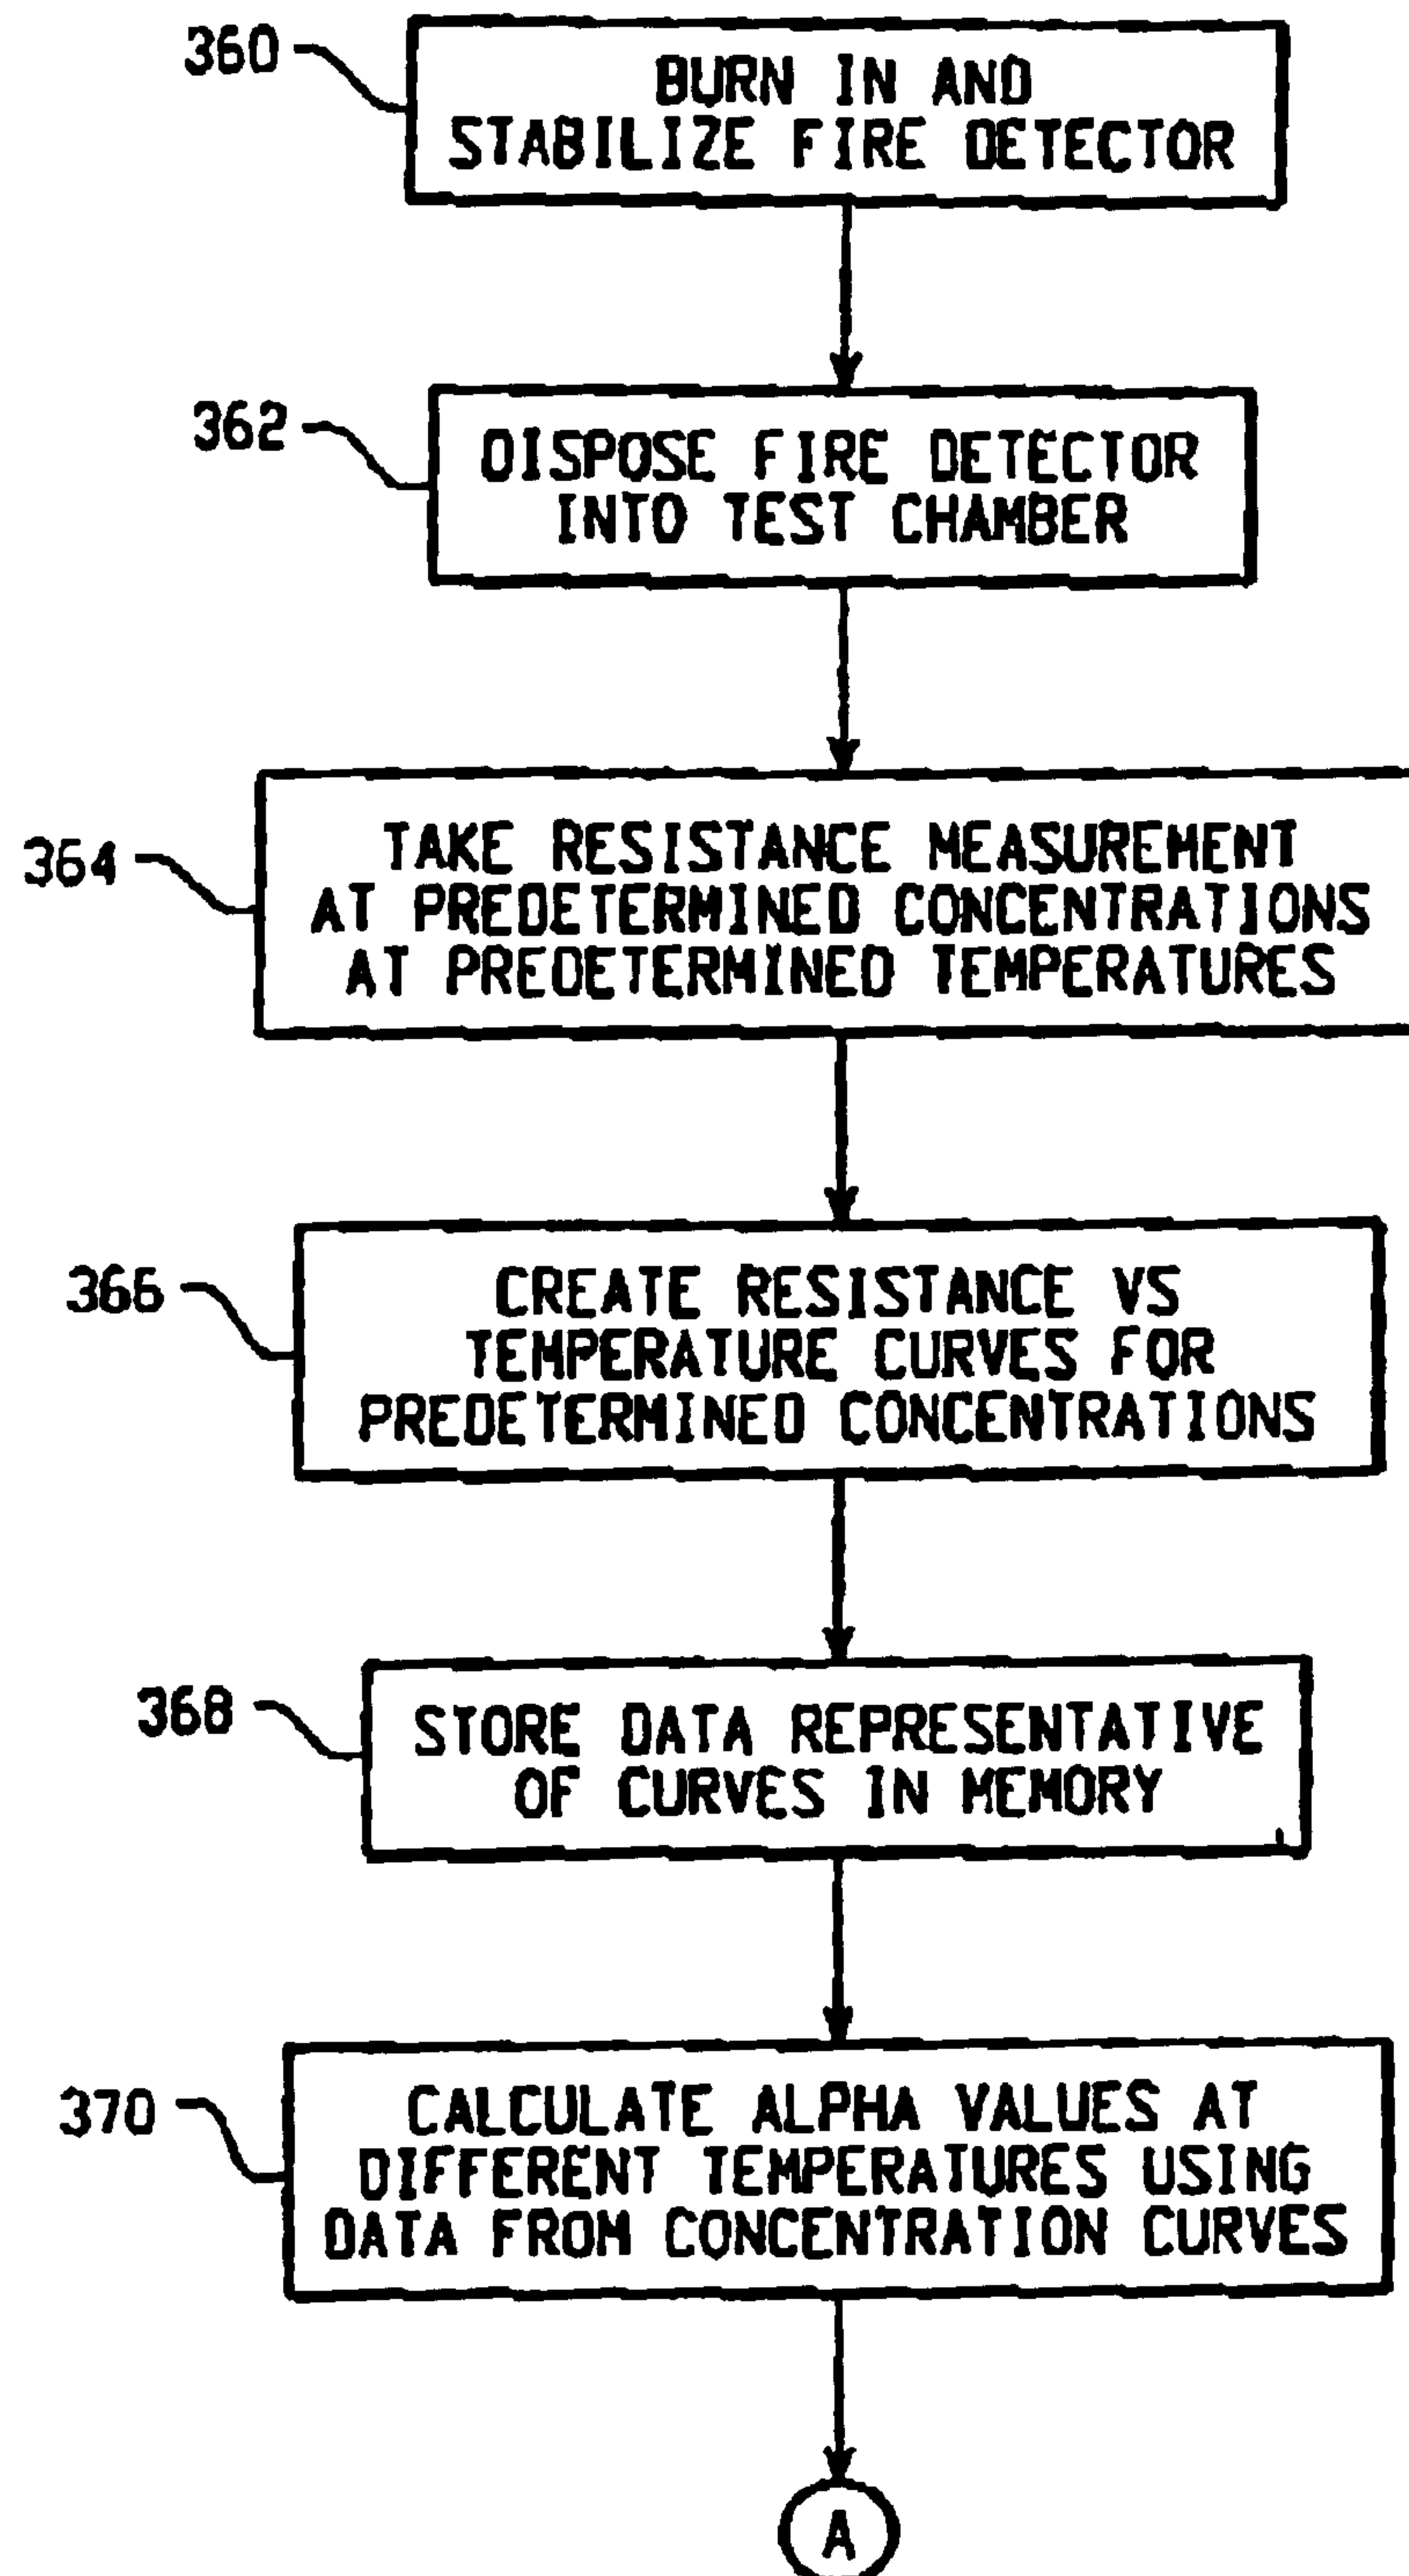 360
BURN IN AND
STABILIZE FIRE DETECTOR
362
DISPOSE FIRE DETECTOR
INTO TEST CHAMBER
364
TAKE RESISTANCE MEASUREMENT
AT PREDETERMINED CONCENTRATIONS
AT PREDETERMINED TEMPERATURES
366
CREATE RESISTANCE VS
TEMPERATURE CURVES FOR
PREDETERMINED CONCENTRATIONS
368
STORE DATA REPRESENTATIVE
OF CURVES IN MEMORY
370
CALCULATE ALPHA VALUES AT
DIFFERENT TEMPERATURES USING
DATA FROM CONCENTRATION CURVES
A